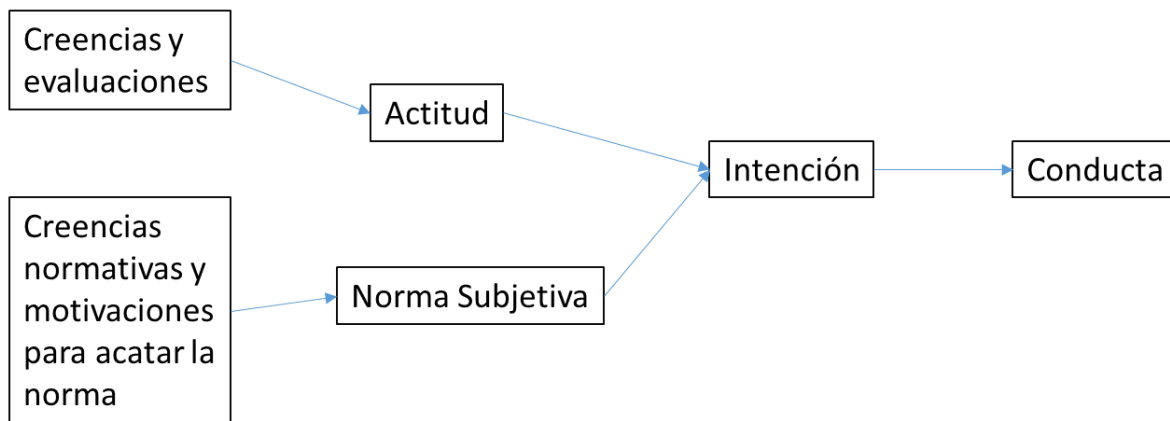 Creencias y
evaluaciones
Actitud
Intención
Conducta
Creencias
normativas y
motivaciones
para acatar la
norma
Norma Subjetiva